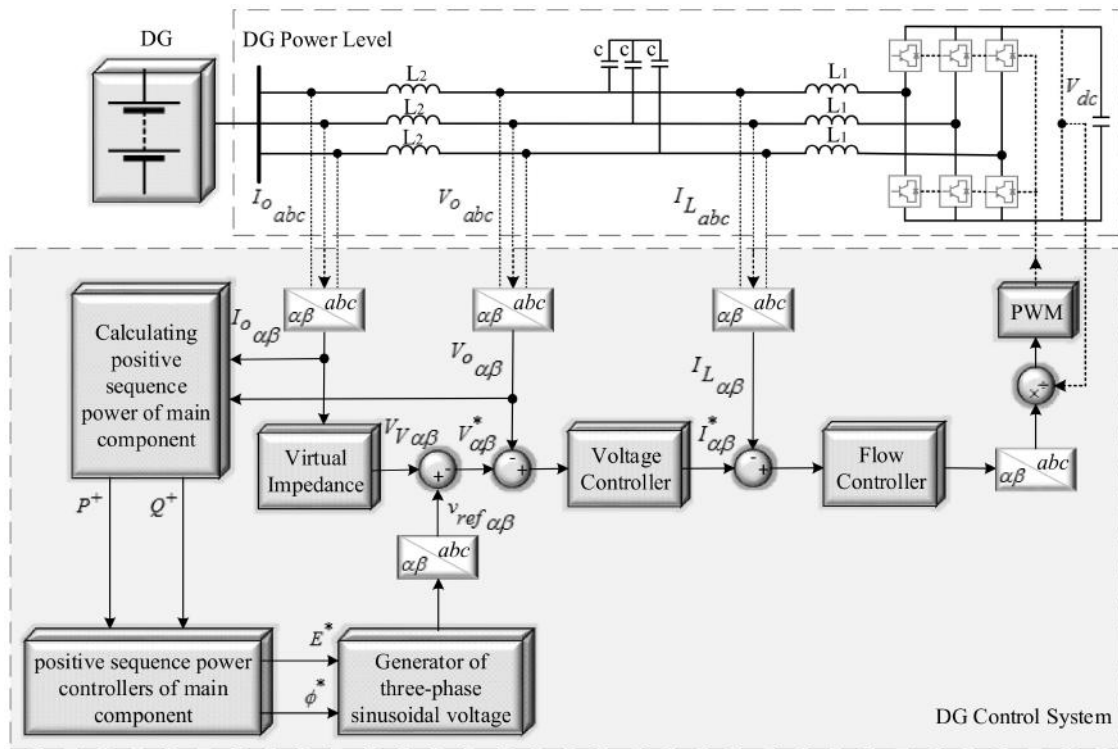 DG
DG Power Level
c c c
L2
L2
L2
L1
L1
L1
Vdc
Io abc
Vo abc
IL abc
abc
αβ
abc
αβ
abc
αβ
PWM
Calculating
positive
sequence
power of main
component
Io αβ
Vo αβ
IL αβ
× ÷
Virtual
Impedance
VV αβ
+ -
V*αβ
- +
Voltage
Controller
I*αβ
- +
Flow
Controller
abc
αβ
P+
Q+
vref αβ
abc
αβ
positive sequence power
controllers of main
component
E*
ϕ*
Generator of
three-phase
sinusoidal voltage
DG Control System